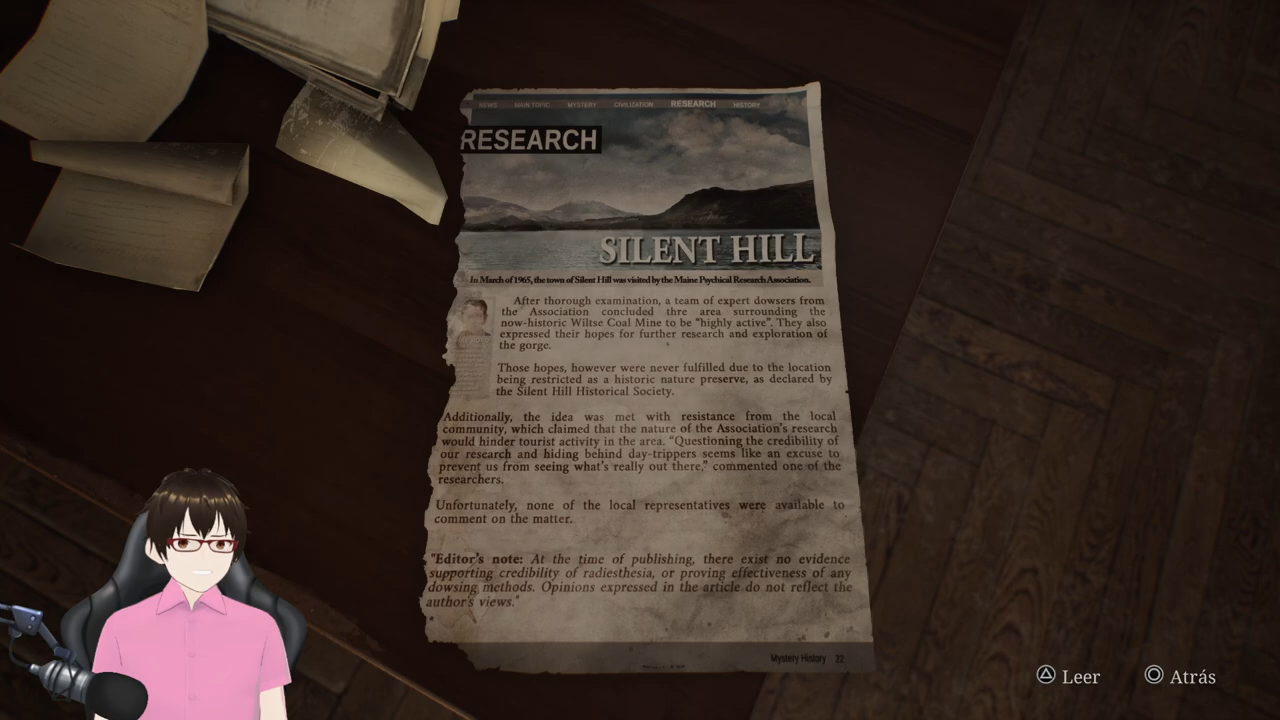 NEWS MAIN TOPIC MYSTERY CIVILIZATION RESEARCH HISTORY
RESEARCH
SILENT HILL
In March of 1965, the town of Silent Hill was visited by the Maine Psychical Research Association.
After thorough examination, a team of expert dowsers from
the Association concluded thre area surrounding the
now-historic Wiltse Coal Mine to be “highly active”. They also
expressed their hopes for further research and exploration of
the gorge.
Those hopes, however were never fulfilled due to the location
being restricted as a historic nature preserve, as declared by
the Silent Hill Historical Society.
Additionally, the idea was met with resistance from the local
community, which claimed that the nature of the Association's research
would hinder tourist activity in the area. “Questioning the credibility of
our research and hiding behind day-trippers seems like an excuse to
prevent us from seeing what's really out there,” commented one of the
researchers.
Unfortunately, none of the local representatives were available to
comment on the matter.
"Editor's note: At the time of publishing, there exist no evidence
supporting credibility of radiesthesia, or proving effectiveness of any
dowsing methods. Opinions expressed in the article do not reflect the
author's views."
Mystery History 22
Leer Atrás